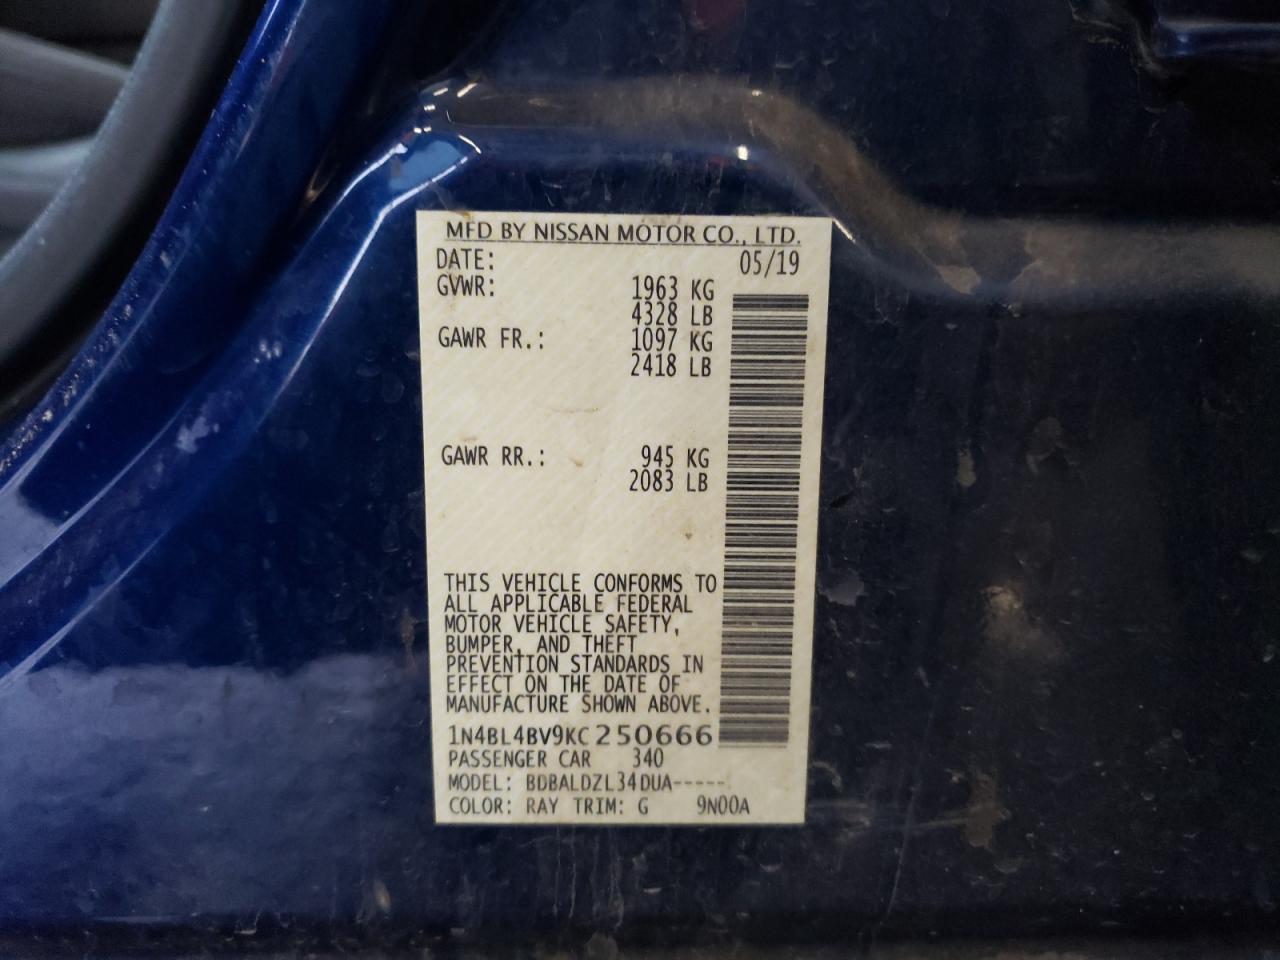 MFD BY NISSAN MOTOR CO., LTD.
DATE: 05/19
GVWR: 1963 KG
4328 LB
GAWR FR.: 1097 KG
2418 LB
GAWR RR.: 945 KG
2083 LB
THIS VEHICLE CONFORMS TO
ALL APPLICABLE FEDERAL
MOTOR VEHICLE SAFETY,
BUMPER, AND THEFT
PREVENTION STANDARDS IN
EFFECT ON THE DATE OF
MANUFACTURE SHOWN ABOVE.
1N4BL4BV9KC250666
PASSENGER CAR 340
MODEL: BDBALDZL34DUA-----
COLOR: RAY TRIM: G 9N00A